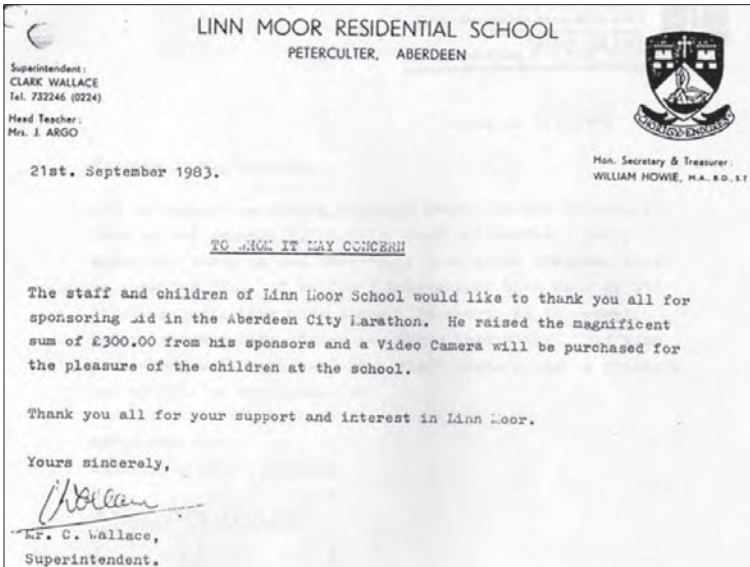 LINN MOOR RESIDENTIAL SCHOOL
PETERCULTER, ABERDEEN
Superintendent:
CLARK WALLACE
Tel. 732246 (0224)
Head Teacher:
Mrs. J. ARGO
CHARITY ENDURES
Hon. Secretary & Treasurer:
WILLIAM HOWIE, M.A., B.D., S.T.
21st. September 1983.
TO WHOM IT MAY CONCERN
The staff and children of Linn Moor School would like to thank you all for
sponsoring in the Aberdeen City Marathon. He raised the magnificent
sum of £300.00 from his sponsors and a Video Camera will be purchased for
the pleasure of the children at the school.
Thank you all for your support and interest in Linn Moor.
Yours sincerely,
Mr. C. Wallace,
Superintendent.